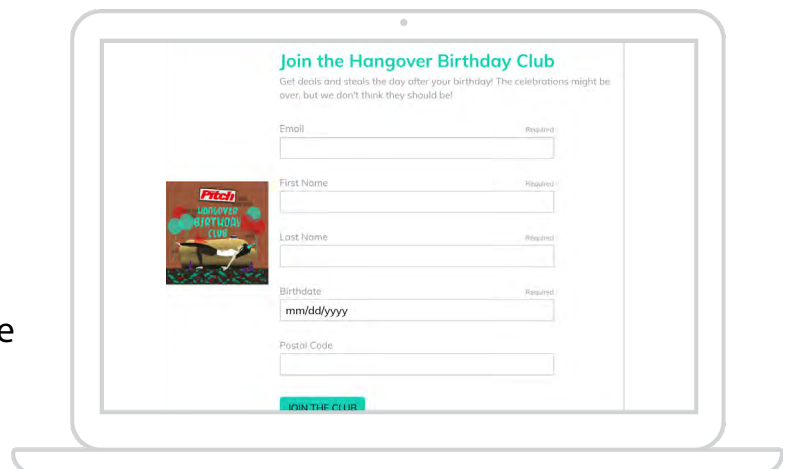 Join the Hangover Birthday Club
Get deals and steals the day after your birthday! The celebrations might be
over, but we don't think they should be!
Email Required
First Name Required
Pitch
HANGOVER
BIRTHDAY
CLUB
Last Name Required
Birthdate Required
mm/dd/yyyy
e
Postal Code
JOIN THE CLUB